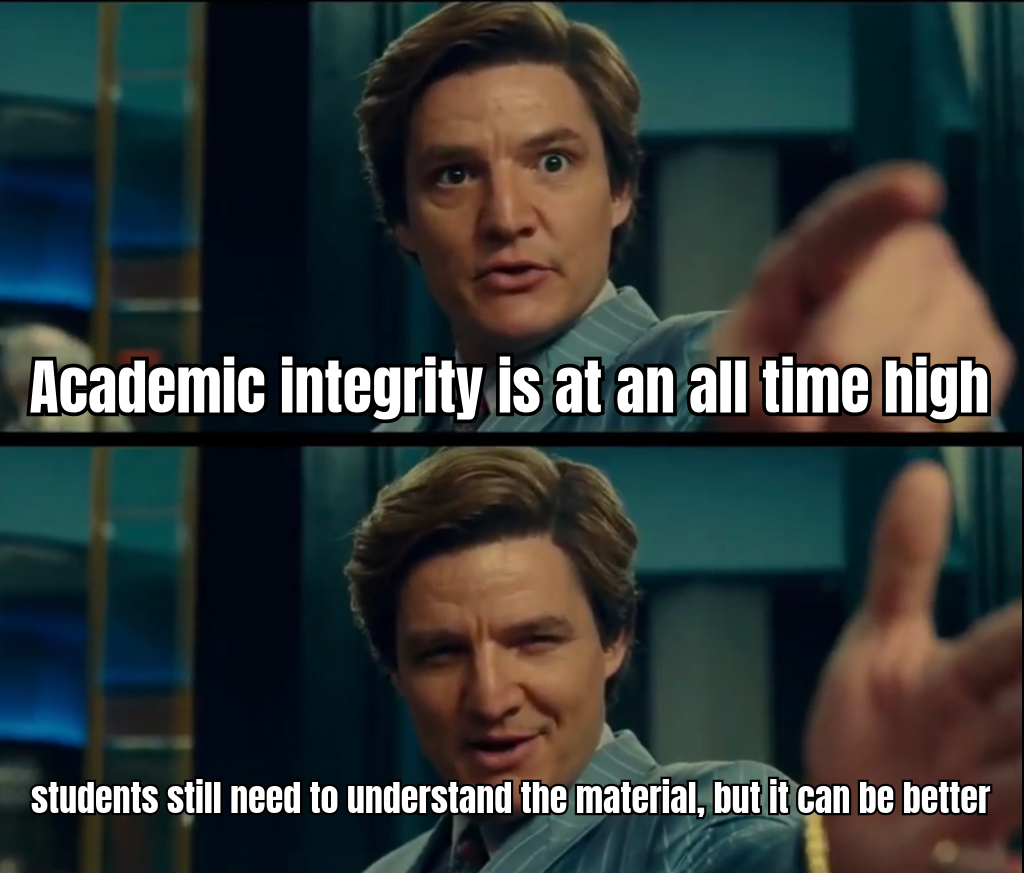 Academic integrity is at an all time high
students still need to understand the material, but it can be better